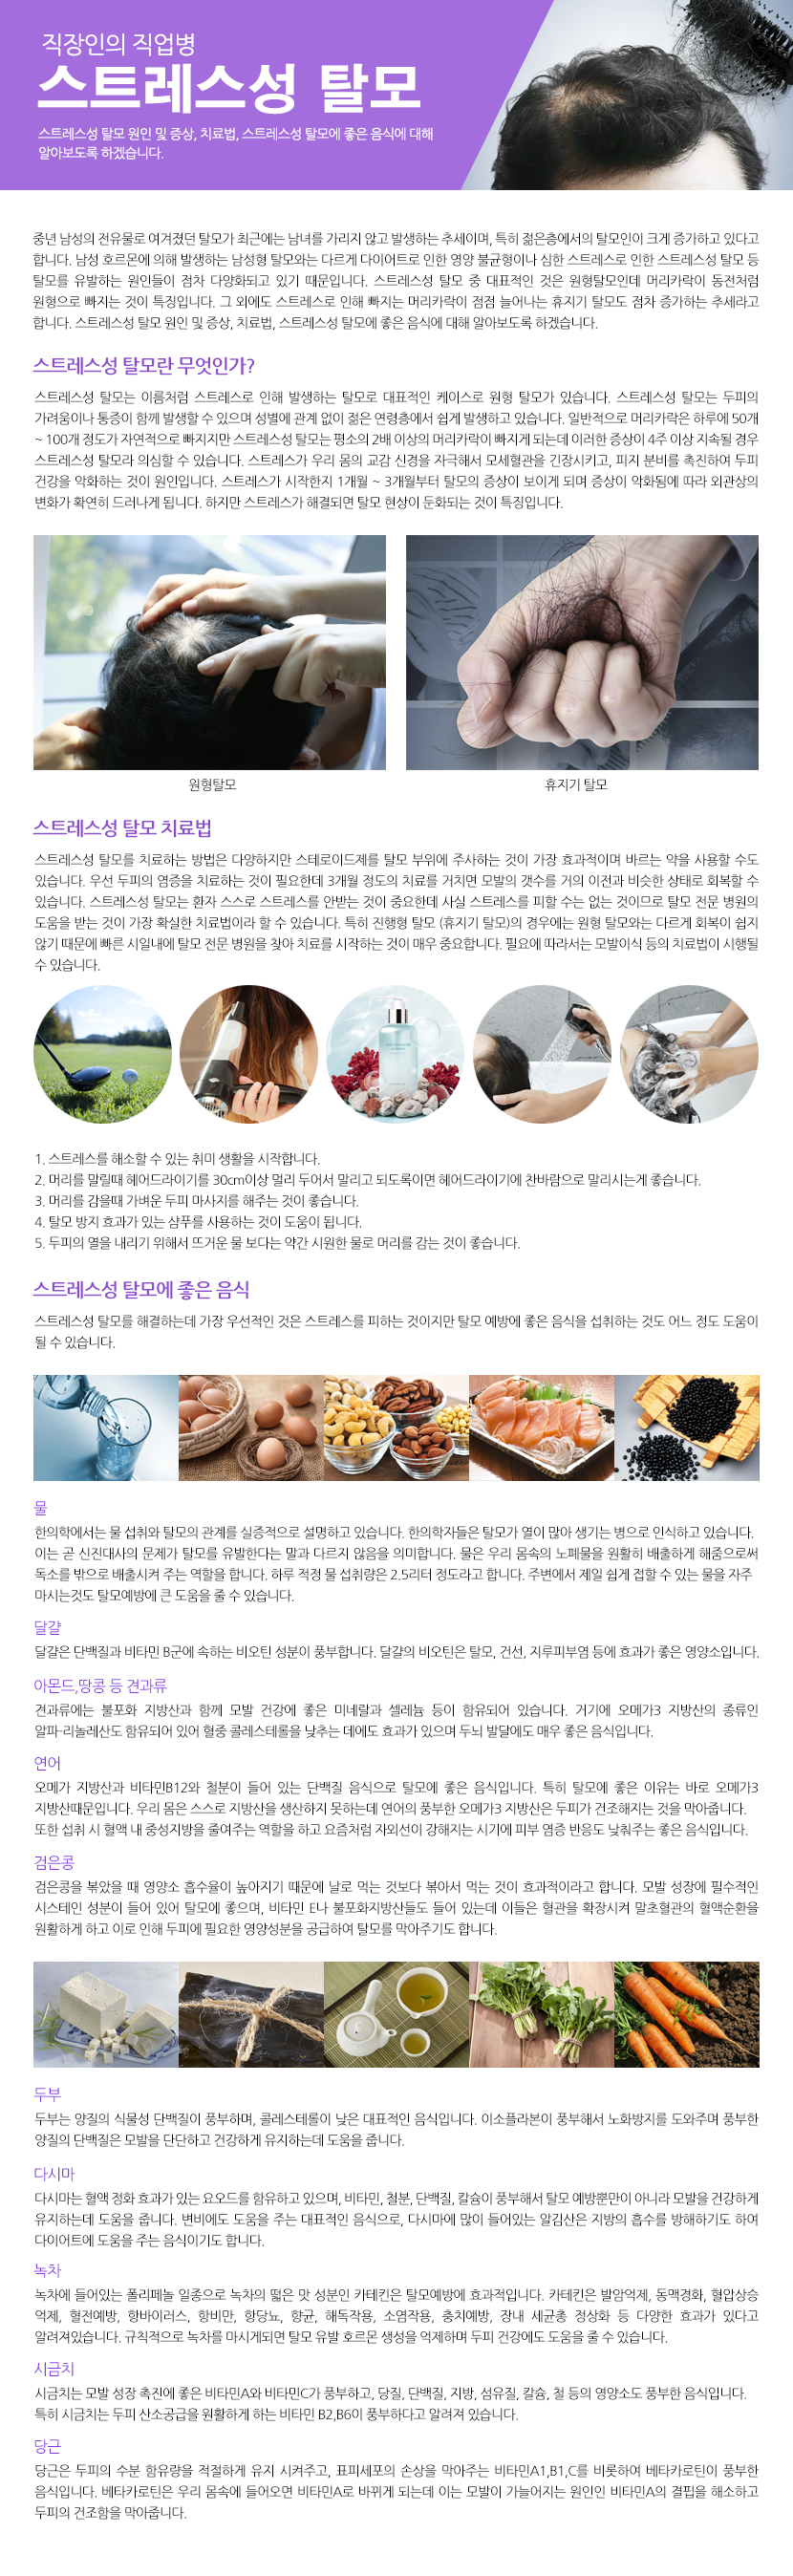 직장인의 직업병
스트레스성 탈모
스트레스성 탈모 원인 및 증상, 치료법, 스트레스성 탈모에 좋은 음식에 대해
알아보도록 하겠습니다.
중년 남성의 전유물로 여겨졌던 탈모가 최근에는 남녀를 가리지 않고 발생하는 추세이며, 특히 젊은층에서의 탈모인이 크게 증가하고 있다고
합니다. 남성 호르몬에 의해 발생하는 남성형 탈모와는 다르게 다이어트로 인한 영양 불균형이나 심한 스트레스로 인한 스트레스성 탈모 등
탈모를 유발하는 원인들이 점차 다양화되고 있기 때문입니다. 스트레스성 탈모 중 대표적인 것은 원형탈모인데 머리카락이 동전처럼
원형으로 빠지는 것이 특징입니다. 그 외에도 스트레스로 인해 빠지는 머리카락이 점점 늘어나는 휴지기 탈모도 점차 증가하는 추세라고
합니다. 스트레스성 탈모 원인 및 증상, 치료법, 스트레스성 탈모에 좋은 음식에 대해 알아보도록 하겠습니다.
스트레스성 탈모란 무엇인가?
스트레스성 탈모는 이름처럼 스트레스로 인해 발생하는 탈모로 대표적인 케이스로 원형 탈모가 있습니다. 스트레스성 탈모는 두피의
가려움이나 통증이 함께 발생할 수 있으며 성별에 관계 없이 젊은 연령층에서 쉽게 발생하고 있습니다. 일반적으로 머리카락은 하루에 50개
~ 100개 정도가 자연적으로 빠지지만 스트레스성 탈모는 평소의 2배 이상의 머리카락이 빠지게 되는데 이러한 증상이 4주 이상 지속될 경우
스트레스성 탈모라 의심할 수 있습니다. 스트레스가 우리 몸의 교감 신경을 자극해서 모세혈관을 긴장시키고, 피지 분비를 촉진하여 두피
건강을 악화하는 것이 원인입니다. 스트레스가 시작한지 1개월 ~ 3개월부터 탈모의 증상이 보이게 되며 증상이 악화됨에 따라 외관상의
변화가 확연히 드러나게 됩니다. 하지만 스트레스가 해결되면 탈모 현상이 둔화되는 것이 특징입니다.
원형탈모
휴지기 탈모
스트레스성 탈모 치료법
스트레스성 탈모를 치료하는 방법은 다양하지만 스테로이드제를 탈모 부위에 주사하는 것이 가장 효과적이며 바르는 약을 사용할 수도
있습니다. 우선 두피의 염증을 치료하는 것이 필요한데 3개월 정도의 치료를 거치면 모발의 갯수를 거의 이전과 비슷한 상태로 회복할 수
있습니다. 스트레스성 탈모는 환자 스스로 스트레스를 안받는 것이 중요한데 사실 스트레스를 피할 수는 없는 것이므로 탈모 전문 병원의
도움을 받는 것이 가장 확실한 치료법이라 할 수 있습니다. 특히 진행형 탈모 (휴지기 탈모)의 경우에는 원형 탈모와는 다르게 회복이 쉽지
않기 때문에 빠른 시일내에 탈모 전문 병원을 찾아 치료를 시작하는 것이 매우 중요합니다. 필요에 따라서는 모발이식 등의 치료법이 시행될
수 있습니다.
1. 스트레스를 해소할 수 있는 취미 생활을 시작합니다.
2. 머리를 말릴때 헤어드라이기를 30cm이상 멀리 두어서 말리고 되도록이면 헤어드라이기에 찬바람으로 말리시는게 좋습니다.
3. 머리를 감을때 가벼운 두피 마사지를 해주는 것이 좋습니다.
4. 탈모 방지 효과가 있는 샴푸를 사용하는 것이 도움이 됩니다.
5. 두피의 열을 내리기 위해서 뜨거운 물 보다는 약간 시원한 물로 머리를 감는 것이 좋습니다.
스트레스성 탈모에 좋은 음식
스트레스성 탈모를 해결하는데 가장 우선적인 것은 스트레스를 피하는 것이지만 탈모 예방에 좋은 음식을 섭취하는 것도 어느 정도 도움이
될 수 있습니다.
물
한의학에서는 물 섭취와 탈모의 관계를 실증적으로 설명하고 있습니다. 한의학자들은 탈모가 열이 많아 생기는 병으로 인식하고 있습니다.
이는 곧 신진대사의 문제가 탈모를 유발한다는 말과 다르지 않음을 의미합니다. 물은 우리 몸속의 노폐물을 원활히 배출하게 해줌으로써
독소를 밖으로 배출시켜 주는 역할을 합니다. 하루 적정 물 섭취량은 2.5리터 정도라고 합니다. 주변에서 제일 쉽게 접할 수 있는 물을 자주
마시는것도 탈모예방에 큰 도움을 줄 수 있습니다.
달걀
달걀은 단백질과 비타민 B군에 속하는 비오틴 성분이 풍부합니다. 달걀의 비오틴은 탈모, 건선, 지루피부염 등에 효과가 좋은 영양소입니다.
아몬드,땅콩 등 견과류
견과류에는 불포화 지방산과 함께 모발 건강에 좋은 미네랄과 셀레늄 등이 함유되어 있습니다. 거기에 오메가3 지방산의 종류인
알파-리놀레산도 함유되어 있어 혈중 콜레스테롤을 낮추는 데에도 효과가 있으며 두뇌 발달에도 매우 좋은 음식입니다.
연어
오메가 지방산과 비타민B12와 철분이 들어 있는 단백질 음식으로 탈모에 좋은 음식입니다. 특히 탈모에 좋은 이유는 바로 오메가3
지방산때문입니다. 우리 몸은 스스로 지방산을 생산하지 못하는데 연어의 풍부한 오메가3 지방산은 두피가 건조해지는 것을 막아줍니다.
또한 섭취 시 혈액 내 중성지방을 줄여주는 역할을 하고 요즘처럼 자외선이 강해지는 시기에 피부 염증 반응도 낮춰주는 좋은 음식입니다.
검은콩
검은콩을 볶았을 때 영양소 흡수율이 높아지기 때문에 날로 먹는 것보다 볶아서 먹는 것이 효과적이라고 합니다. 모발 성장에 필수적인
시스테인 성분이 들어 있어 탈모에 좋으며, 비타민 E나 불포화지방산들도 들어 있는데 이들은 혈관을 확장시켜 말초혈관의 혈액순환을
원활하게 하고 이로 인해 두피에 필요한 영양성분을 공급하여 탈모를 막아주기도 합니다.
두부
두부는 양질의 식물성 단백질이 풍부하며, 콜레스테롤이 낮은 대표적인 음식입니다. 이소플라본이 풍부해서 노화방지를 도와주며 풍부한
양질의 단백질은 모발을 단단하고 건강하게 유지하는데 도움을 줍니다.
다시마
다시마는 혈액 정화 효과가 있는 요오드를 함유하고 있으며, 비타민, 철분, 단백질, 칼슘이 풍부해서 탈모 예방뿐만이 아니라 모발을 건강하게
유지하는데 도움을 줍니다. 변비에도 도움을 주는 대표적인 음식으로, 다시마에 많이 들어있는 알김산은 지방의 흡수를 방해하기도 하여
다이어트에 도움을 주는 음식이기도 합니다.
녹차
녹차에 들어있는 폴리페놀 일종으로 녹차의 떫은 맛 성분인 카테킨은 탈모예방에 효과적입니다. 카테킨은 발암억제, 동맥경화, 혈압상승
억제, 혈전예방, 항바이러스, 항비만, 항당뇨, 향균, 해독작용, 소염작용, 충치예방, 장내 세균총 정상화 등 다양한 효과가 있다고
알려져있습니다. 규칙적으로 녹차를 마시게되면 탈모 유발 호르몬 생성을 억제하며 두피 건강에도 도움을 줄 수 있습니다.
시금치
시금치는 모발 성장 촉진에 좋은 비타민A와 비타민C가 풍부하고, 당질, 단백질, 지방, 섬유질, 칼슘, 철 등의 영양소도 풍부한 음식입니다.
특히 시금치는 두피 산소공급을 원활하게 하는 비타민 B2,B6이 풍부하다고 알려져 있습니다.
당근
당근은 두피의 수분 함유량을 적절하게 유지 시켜주고, 표피세포의 손상을 막아주는 비타민A1,B1,C를 비롯하여 베타카로틴이 풍부한
음식입니다. 베타카로틴은 우리 몸속에 들어오면 비타민A로 바뀌게 되는데 이는 모발이 가늘어지는 원인인 비타민A의 결핍을 해소하고
두피의 건조함을 막아줍니다.